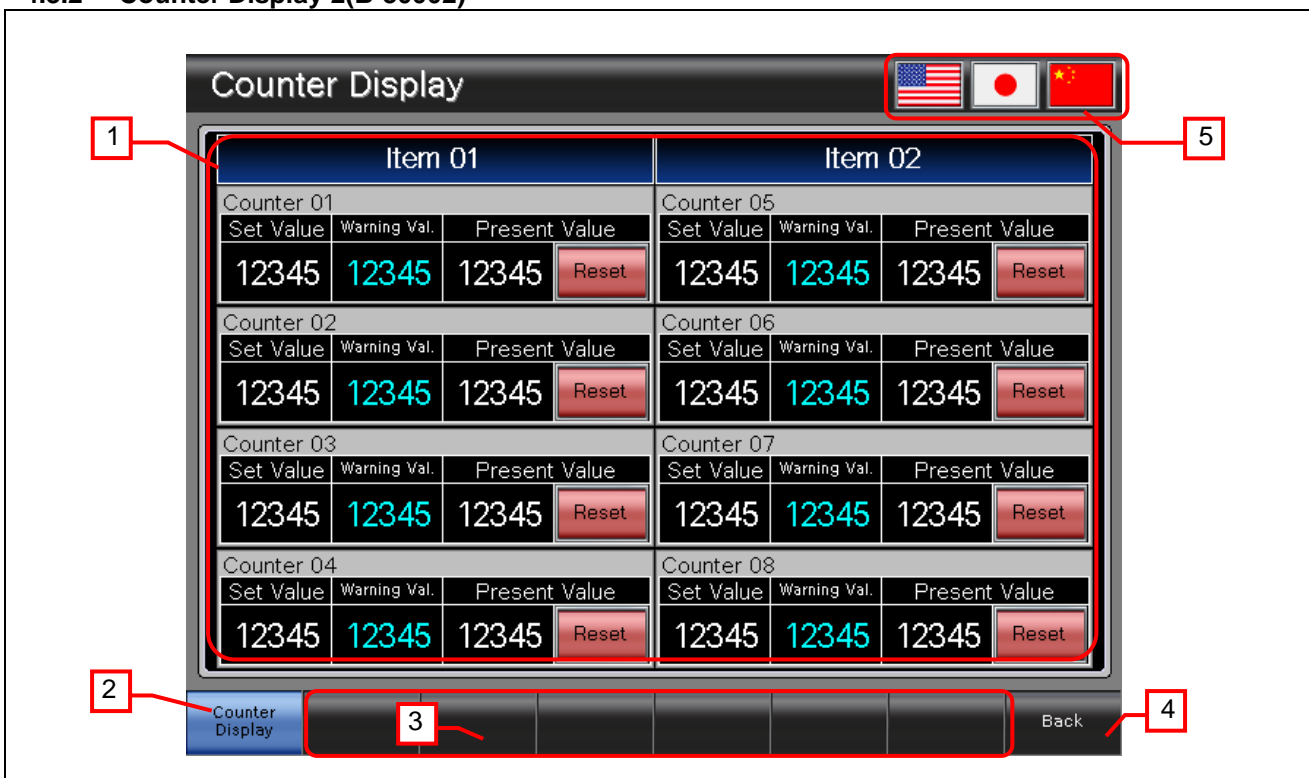 Counter Display
Counter Display
1
5
Item 01 Item 02
Counter 01 Counter 05
Set Value Warning Val. Present Value Set Value Warning Val. Present Value
12345 12345 12345 Reset 12345 12345 12345 Reset
Counter 02 Counter 06
Set Value Warning Val. Present Value Set Value Warning Val. Present Value
12345 12345 12345 Reset 12345 12345 12345 Reset
Counter 03 Counter 07
Set Value Warning Val. Present Value Set Value Warning Val. Present Value
12345 12345 12345 Reset 12345 12345 12345 Reset
Counter 04 Counter 08
Set Value Warning Val. Present Value Set Value Warning Val. Present Value
12345 12345 12345 Reset 12345 12345 12345 Reset
2
Counter
Display
3
Back
4